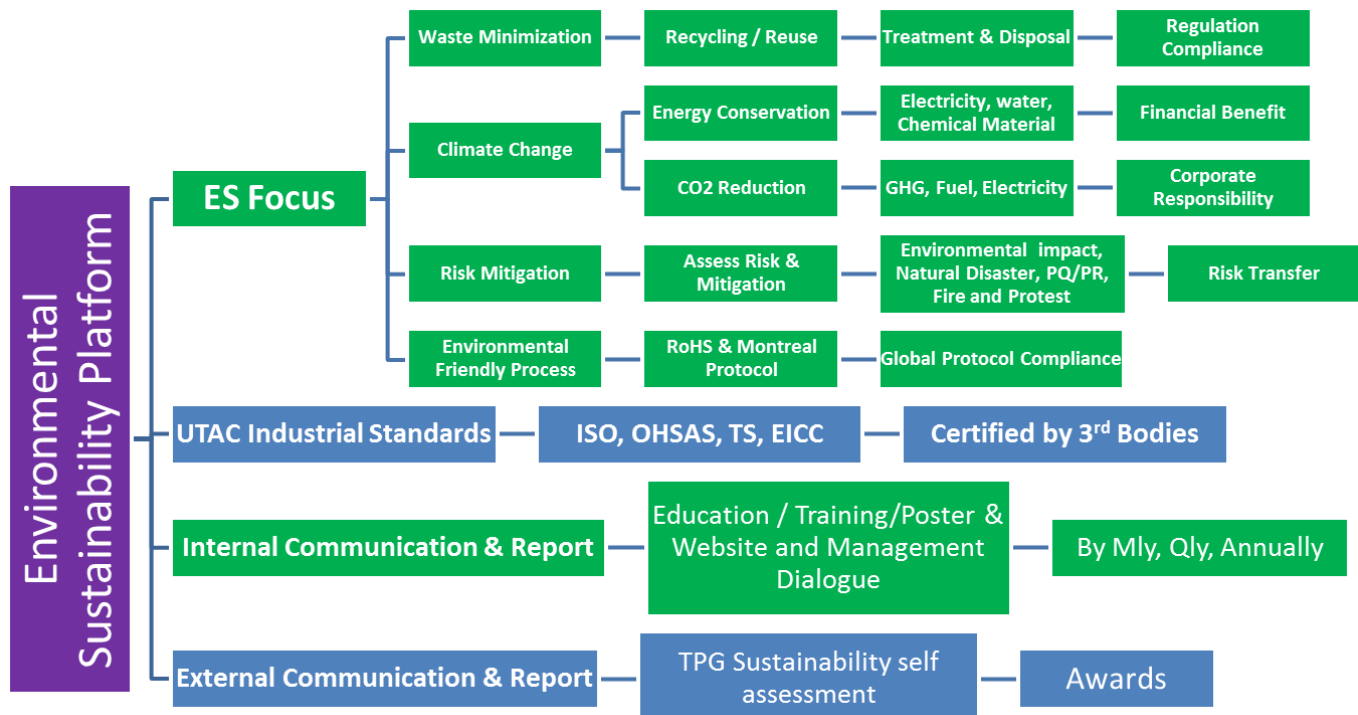 Environmental
Sustainability Platform
ES Focus
Waste Minimization
Recycling / Reuse
Treatment & Disposal
Regulation
Compliance
Climate Change
Energy Conservation
Electricity, water,
Chemical Material
Financial Benefit
CO2 Reduction
GHG, Fuel, Electricity
Corporate
Responsibility
Risk Mitigation
Assess Risk &
Mitigation
Environmental impact,
Natural Disaster, PQ/PR,
Fire and Protest
Risk Transfer
Environmental
Friendly Process
RoHS & Montreal
Protocol
Global Protocol Compliance
UTAC Industrial Standards
ISO, OHSAS, TS, EICC
Certified by 3rd Bodies
Internal Communication & Report
Education / Training/Poster &
Website and Management
Dialogue
By Mly, Qly, Annually
External Communication & Report
TPG Sustainability self
assessment
Awards